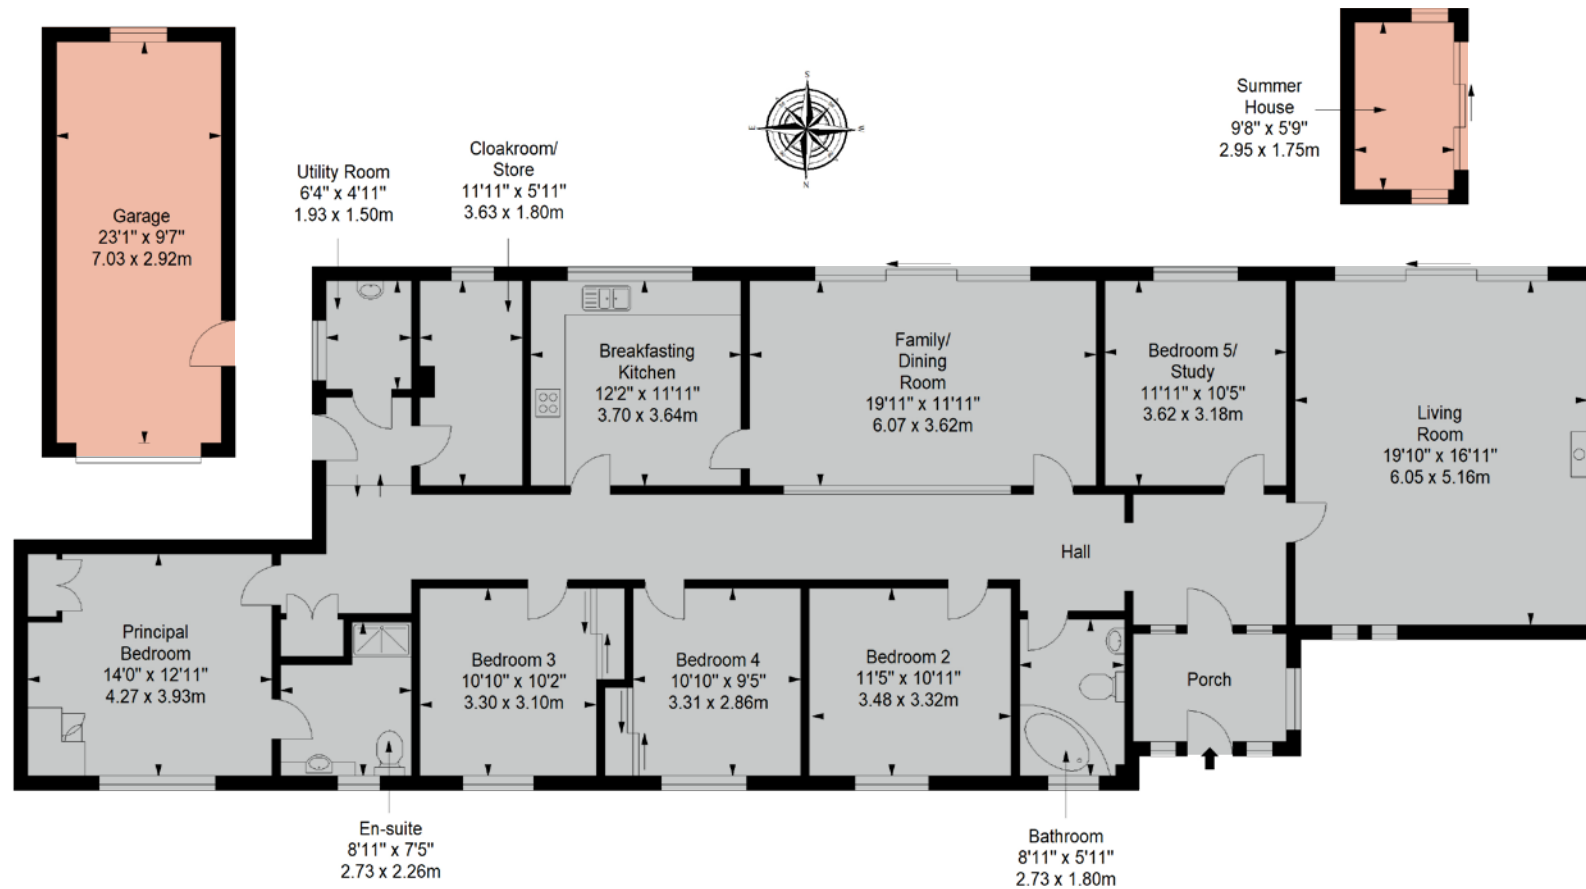 Summer
House
9'8" x 5'9"
2.95 x 1.75m
S
E
W
N
Cloakroom/
Store
11'11" x 5'11"
3.63 x 1.80m
Utility Room
6'4" x 4'11"
1.93 x 1.50m
Garage
23'1" x 9'7"
7.03 x 2.92m
Breakfasting
Kitchen
12'2" x 11'11"
3.70 x 3.64m
Family/
Dining
Room
19'11" x 11'11"
6.07 x 3.62m
Bedroom 5/
Study
11'11" x 10'5"
3.62 x 3.18m
Living
Room
19'10" x 16'11"
6.05 x 5.16m
Hall
Principal
Bedroom
14'0" x 12'11"
4.27 x 3.93m
Bedroom 3
10'10" x 10'2"
3.30 x 3.10m
Bedroom 4
10'10" x 9'5"
3.31 x 2.86m
Bedroom 2
11'5" x 10'11"
3.48 x 3.32m
Porch
En-suite
8'11" x 7'5"
2.73 x 2.26m
Bathroom
8'11" x 5'11"
2.73 x 1.80m